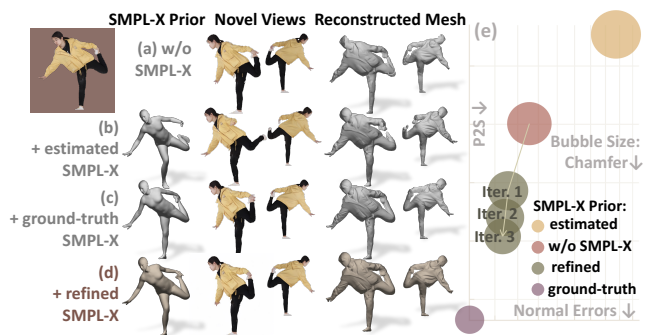 SMPL-X Prior Novel Views Reconstructed Mesh
(a) w/o
SMPL-X
(b)
+ estimated
SMPL-X
(c)
+ ground-truth
SMPL-X
(d)
+ refined
SMPL-X
(e)
P2S ↓
Bubble Size:
Chamfer↓
Iter. 1
Iter. 2
Iter. 3
SMPL-X Prior:
estimated
w/o SMPL-X
refined
ground-truth
Normal Errors ↓